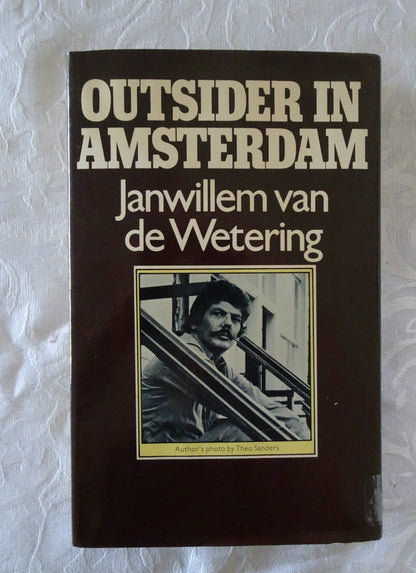 OUTSIDER IN
AMSTERDAM
Janwillem van
de Wetering
Author's photo by Theo Sanders